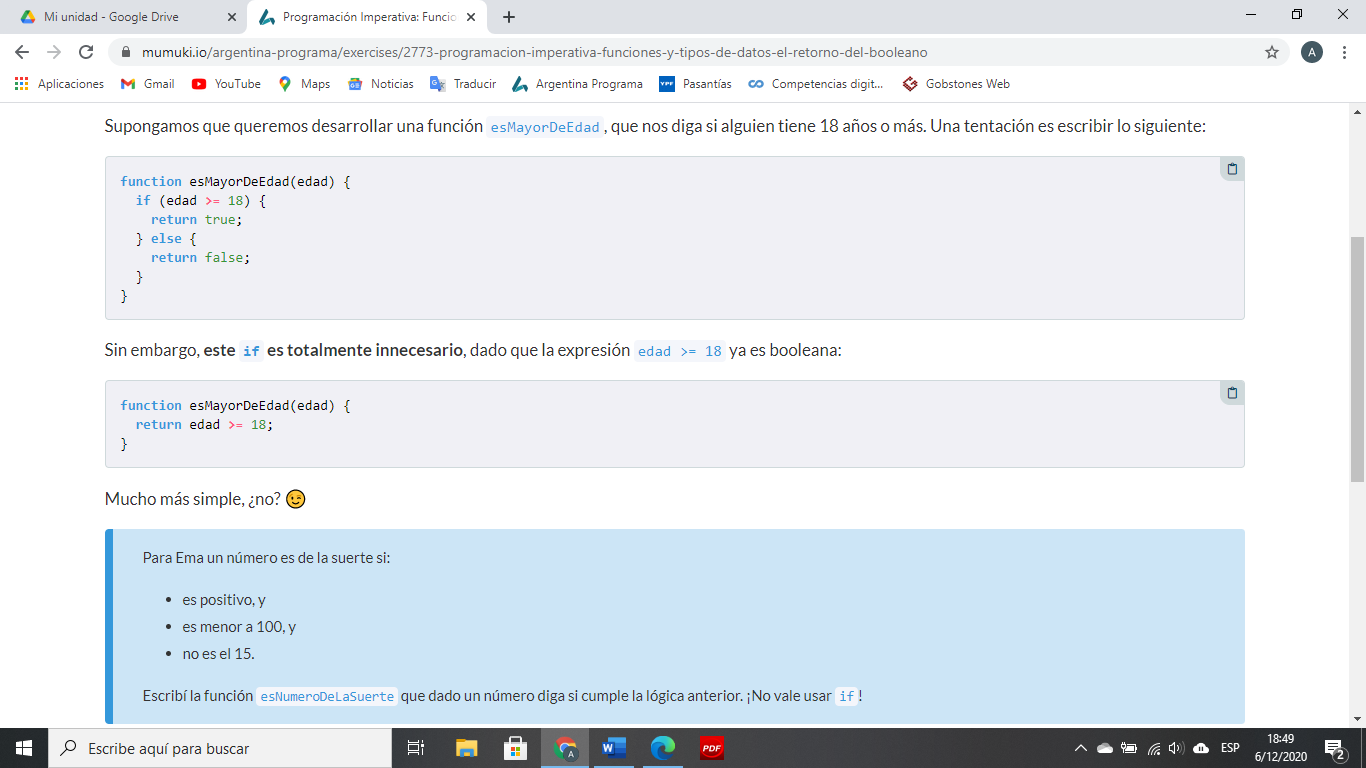 Mi unidad - Google Drive
Programación Imperativa: Funcio
mumuki.io/argentina-programa/exercises/2773-programacion-imperativa-funciones-y-tipos-de-datos-el-retorno-del-booleano
A
Aplicaciones Gmail YouTube Maps Noticias Traducir Argentina Programa YPF Pasantías Competencias digit... Gobstones Web
Supongamos que queremos desarrollar una función esMayorDeEdad, que nos diga si alguien tiene 18 años o más. Una tentación es escribir lo siguiente:
function esMayorDeEdad(edad) {
  if (edad >= 18) {
    return true;
  } else {
    return false;
  }
}
Sin embargo, este if es totalmente innecesario, dado que la expresión edad >= 18 ya es booleana:
function esMayorDeEdad(edad) {
  return edad >= 18;
}
Mucho más simple, ¿no? 😉
Para Ema un número es de la suerte si:
• es positivo, y
• es menor a 100, y
• no es el 15.
Escribí la función esNumeroDeLaSuerte que dado un número diga si cumple la lógica anterior. ¡No vale usar if!
Escribe aquí para buscar
A
W
PDF
ESP
18:49
6/12/2020
2